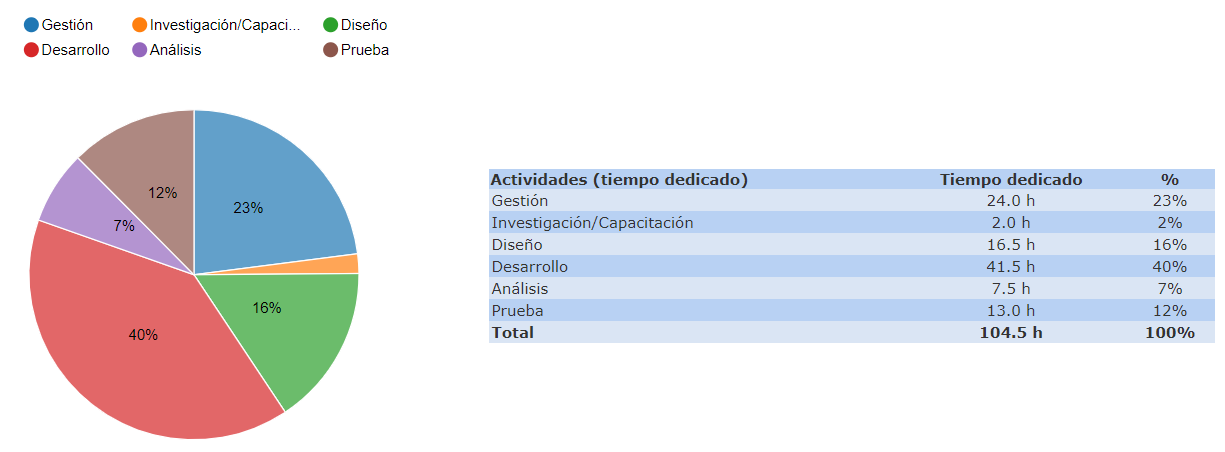 Gestión Investigación/Capaci... Diseño
Desarrollo Análisis Prueba
12%
23%
7%
16%
40%
Actividades (tiempo dedicado) Tiempo dedicado %
Gestión 24.0 h 23%
Investigación/Capacitación 2.0 h 2%
Diseño 16.5 h 16%
Desarrollo 41.5 h 40%
Análisis 7.5 h 7%
Prueba 13.0 h 12%
Total 104.5 h 100%